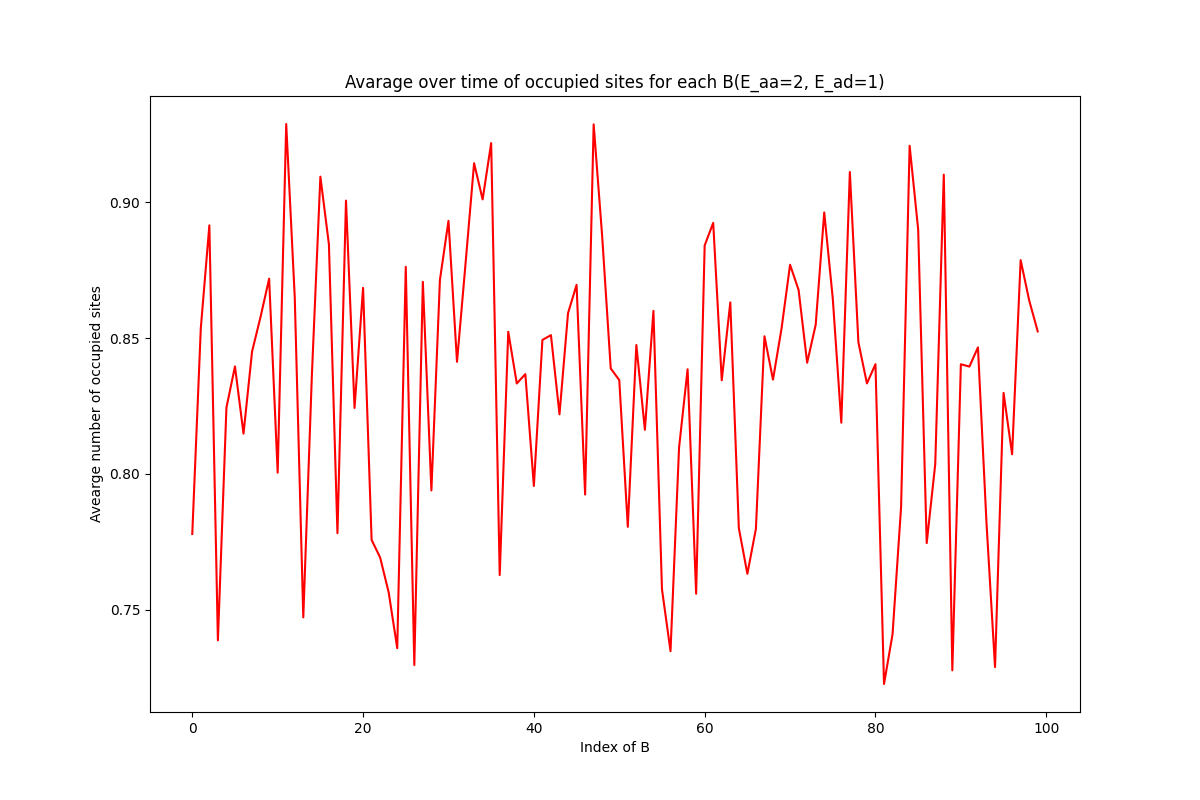 Avarage over time of occupied sites for each B(E_aa=2, E_ad=1)
0.90
0.85
0.80
0.75
Avearge number of occupied sites
0 20 40 60 80 100
Index of B